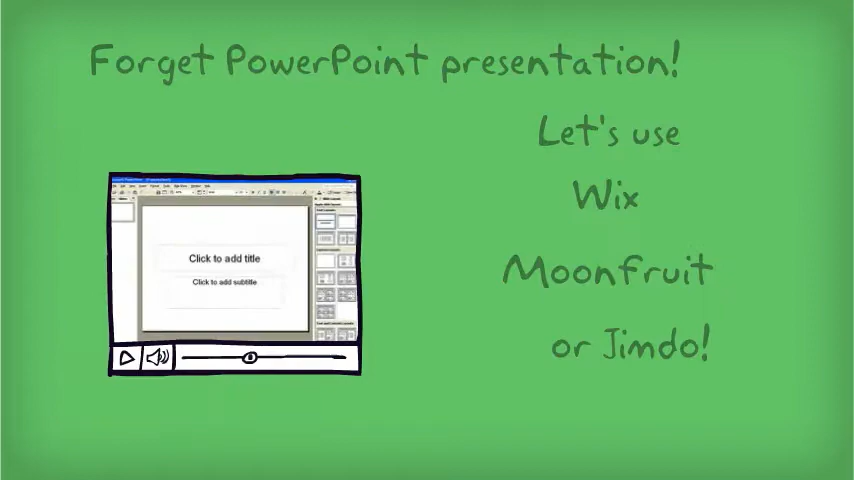 Forget PowerPoint presentation!
Let's use
Wix
Moonfruit
or Jimdo!
Click to add title
Click to add subtitle